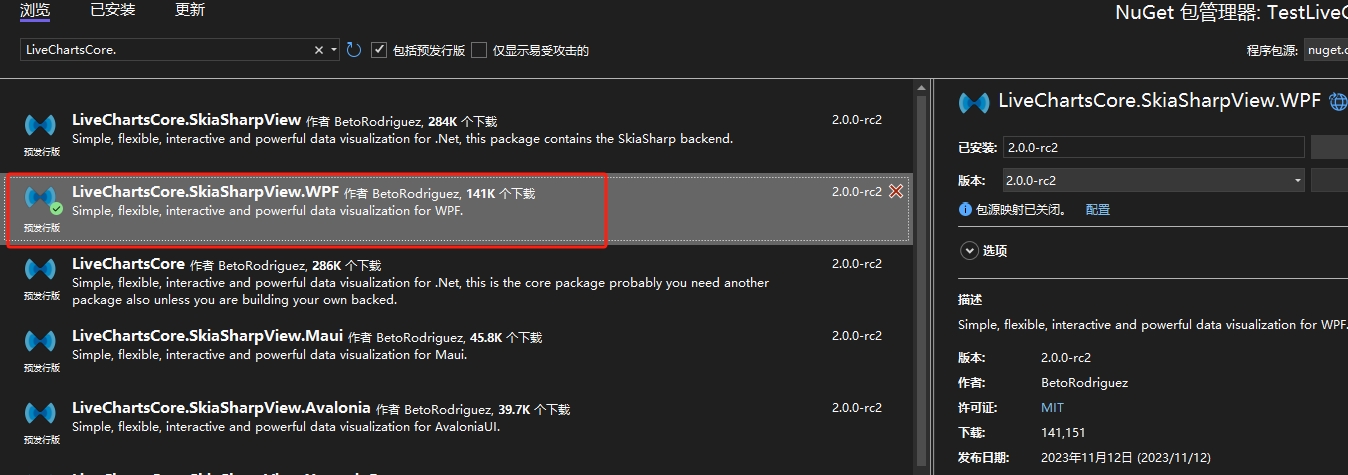 浏览 已安装 更新
NuGet 包管理器: TestLiveC
LiveChartsCore. 包括预发行版 仅显示易受攻击的
程序包源: nuget.c
LiveChartsCore.SkiaSharpView 作者 BetoRodriguez, 284K 个下载 2.0.0-rc2
Simple, flexible, interactive and powerful data visualization for .Net, this package contains the SkiaSharp backend.
预发行版
LiveChartsCore.SkiaSharpView.WPF 作者 BetoRodriguez, 141K 个下载 2.0.0-rc2
Simple, flexible, interactive and powerful data visualization for WPF.
预发行版
LiveChartsCore 作者 BetoRodriguez, 286K 个下载 2.0.0-rc2
Simple, flexible, interactive and powerful data visualization for .Net, this is the core package probably you need another
package also unless you are building your own backed.
预发行版
LiveChartsCore.SkiaSharpView.Maui 作者 BetoRodriguez, 45.8K 个下载 2.0.0-rc2
Simple, flexible, interactive and powerful data visualization for Maui.
预发行版
LiveChartsCore.SkiaSharpView.Avalonia 作者 BetoRodriguez, 39.7K 个下载 2.0.0-rc2
Simple, flexible, interactive and powerful data visualization for AvaloniaUI.
预发行版
LiveChartsCore.SkiaSharpView.WPF
已安装: 2.0.0-rc2
版本: 2.0.0-rc2
包源映射已关闭。 配置
选项
描述
Simple, flexible, interactive and powerful data visualization for WPF.
版本: 2.0.0-rc2
作者: BetoRodriguez
许可证: MIT
下载: 141,151
发布日期: 2023年11月12日 (2023/11/12)